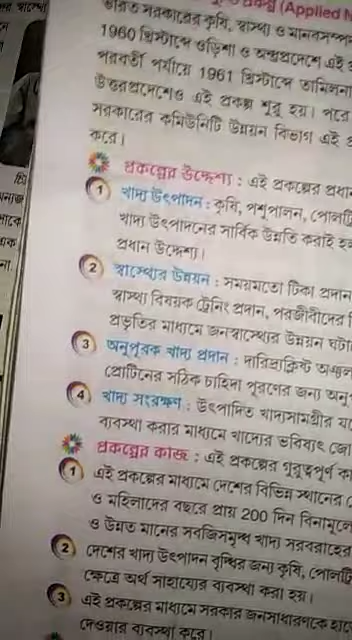 (Applied N
ভারত সরকারের কৃষি, স্বাস্থ্য ও মানবসম্পদ
1960 খ্রিস্টাব্দে ওড়িশা ও অন্ধ্রপ্রদেশে এই
পরবর্তী পর্যায়ে 1961 খ্রিস্টাব্দে তামিলনা
উত্তরপ্রদেশেও এই প্রকল্প শুরু হয়। পরে
সরকারের কমিউনিটি উন্নয়ন বিভাগ এই প্র
করে।
প্রকল্পের উদ্দেশ্য : এই প্রকল্পের প্রধান
1 খাদ্য উৎপাদন : কৃষি, পশুপালন, পোলট্রি
খাদ্য উৎপাদনের সার্বিক উন্নতি করাই হল
প্রধান উদ্দেশ্য।
2 স্বাস্থ্যের উন্নয়ন : সময়মতো টিকা প্রদান
স্বাস্থ্য বিষয়ক ট্রেনিং প্রদান, পরজীবীদের
প্রভৃতির মাধ্যমে জনস্বাস্থ্যের উন্নয়ন ঘটা
3 অনুপূরক খাদ্য প্রদান : দারিদ্রক্লিষ্ট অঞ্চল
প্রোটিনের সঠিক চাহিদা পূরণের জন্য অনু
4 খাদ্য সংরক্ষণ : উৎপাদিত খাদ্যসামগ্রীর য
ব্যবস্থা করার মাধ্যমে খাদ্যের ভবিষ্যৎ জো
প্রকল্পের কাজ : এই প্রকল্পের গুরুত্বপূর্ণ কা
1 এই প্রকল্পের মাধ্যমে দেশের বিভিন্ন স্থানের
ও মহিলাদের বছরে প্রায় 200 দিন বিনামূল্যে
ও উন্নত মানের সবজিসমৃদ্ধ খাদ্য সরবরাহের
2 দেশের খাদ্য উৎপাদন বৃদ্ধির জন্য কৃষি, পোলট্রি
ক্ষেত্রে অর্থ সাহায্যের ব্যবস্থা করা হয়।
3 এই প্রকল্পের মাধ্যমে সরকার জনসাধারণকে হাতে
দেওয়ার ব্যবস্থা করে।